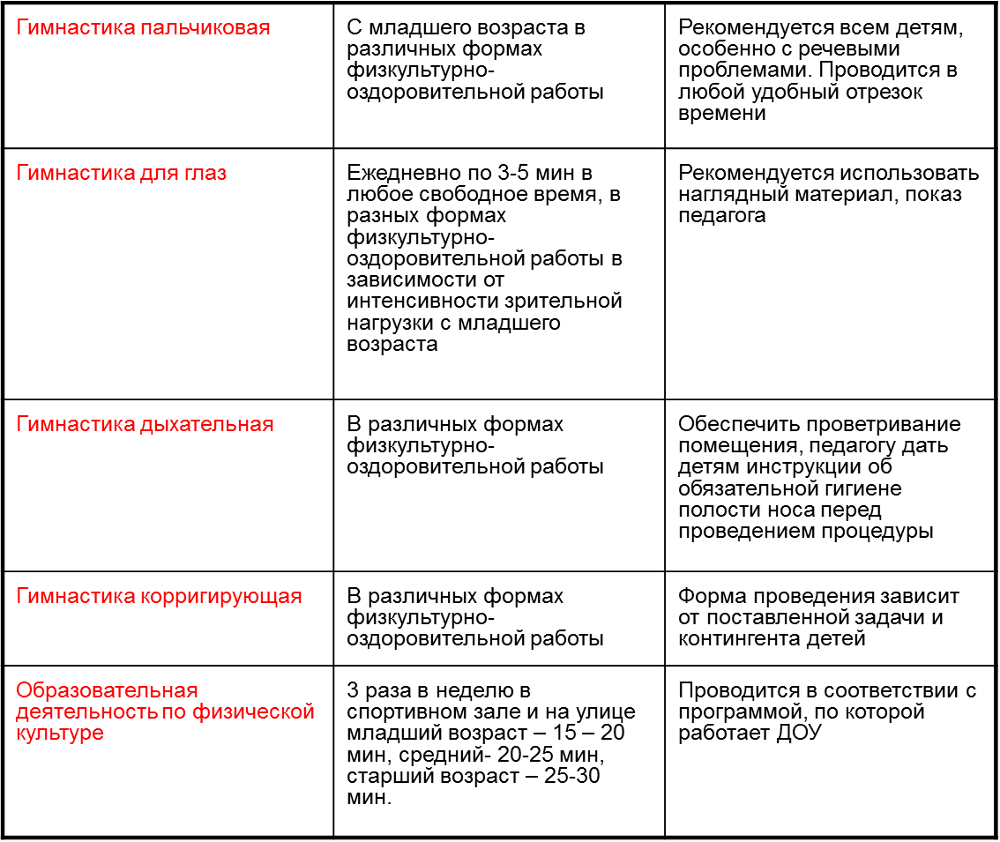 Гимнастика пальчиковая
С младшего возраста в
различных формах
физкультурно-
оздоровительной работы
Рекомендуется всем детям,
особенно с речевыми
проблемами. Проводится в
любой удобный отрезок
времени
Гимнастика для глаз
Ежедневно по 3-5 мин в
любое свободное время, в
разных формах
физкультурно-
оздоровительной работы в
зависимости от
интенсивности зрительной
нагрузки с младшего
возраста
Рекомендуется использовать
наглядный материал, показ
педагога
Гимнастика дыхательная
В различных формах
физкультурно-
оздоровительной работы
Обеспечить проветривание
помещения, педагогу дать
детям инструкции об
обязательной гигиене
полости носа перед
проведением процедуры
Гимнастика корригирующая
В различных формах
физкультурно-
оздоровительной работы
Форма проведения зависит
от поставленной задачи и
контингента детей
Образовательная
деятельность по физической
культуре
3 раза в неделю в
спортивном зале и на улице
младший возраст – 15 – 20
мин, средний- 20-25 мин,
старший возраст – 25-30
мин.
Проводится в соответствии с
программой, по которой
работает ДОУ